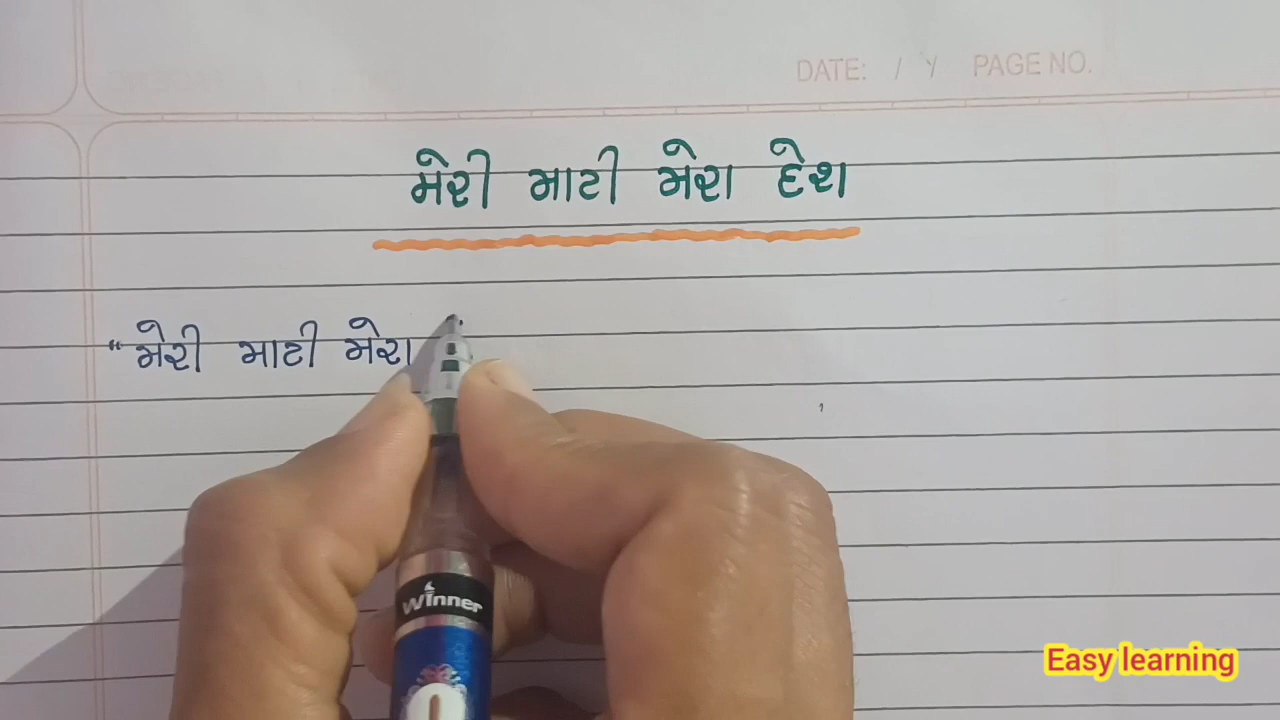 DATE: / / PAGE NO.
મેરી માટી મેરા દેશ
“મેરી માટી મેરા
Winner
Easy learning